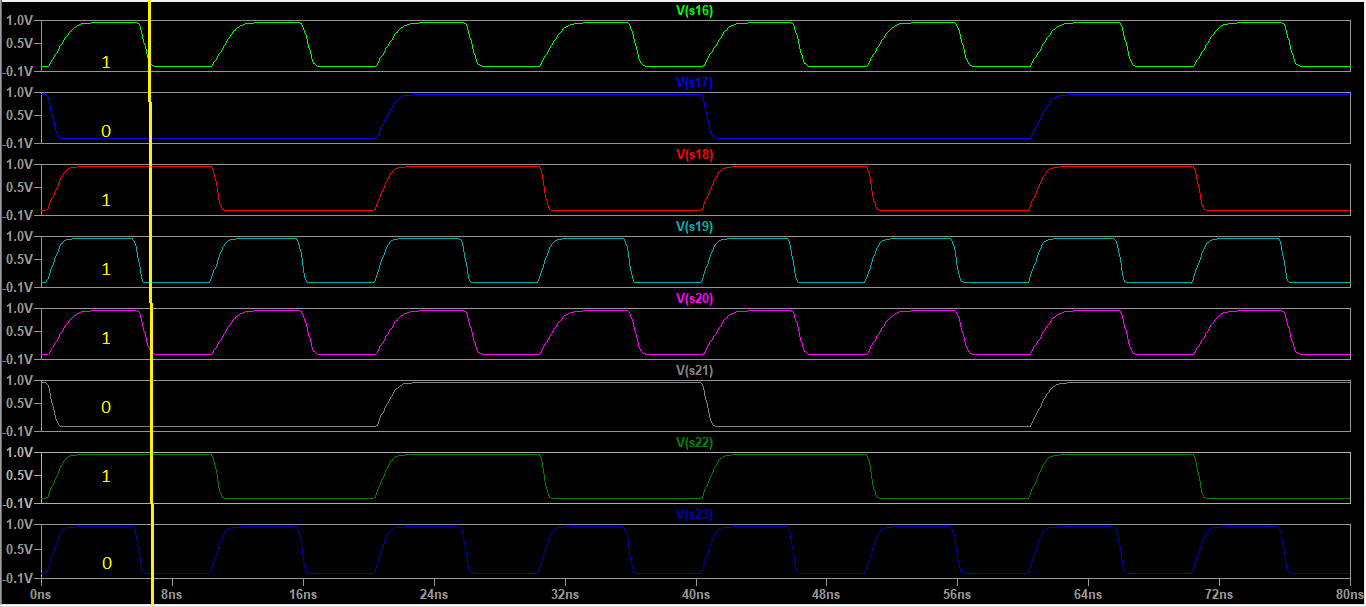 V(s16)
1.0V
0.5V
-0.1V
1
V(s17)
1.0V
0.5V
-0.1V
0
V(s18)
1.0V
0.5V
-0.1V
1
V(s19)
1.0V
0.5V
-0.1V
1
V(s20)
1.0V
0.5V
-0.1V
1
V(s21)
1.0V
0.5V
-0.1V
0
V(s22)
1.0V
0.5V
-0.1V
1
V(s23)
1.0V
0.5V
-0.1V
0
0ns 8ns 16ns 24ns 32ns 40ns 48ns 56ns 64ns 72ns 80ns